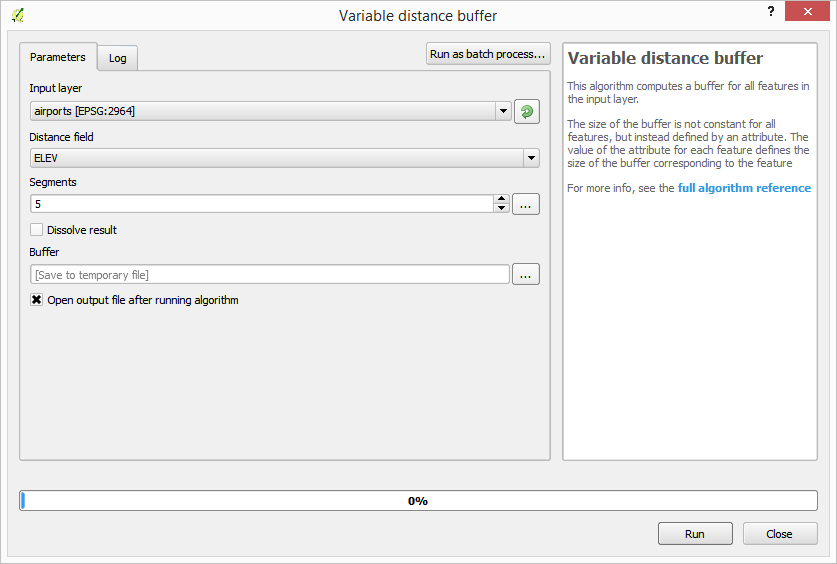 Variable distance buffer
?
Parameters
Log
Run as batch process...
Input layer
airports [EPSG:2964]
Distance field
ELEV
Segments
5
...
Dissolve result
Buffer
[Save to temporary file]
...
Open output file after running algorithm
Variable distance buffer
This algorithm computes a buffer for all features in
the input layer.
The size of the buffer is not constant for all
features, but instead defined by an attribute. The
value of the attribute for each feature defines the
size of the buffer corresponding to the feature
For more info, see the full algorithm reference
0%
Run
Close